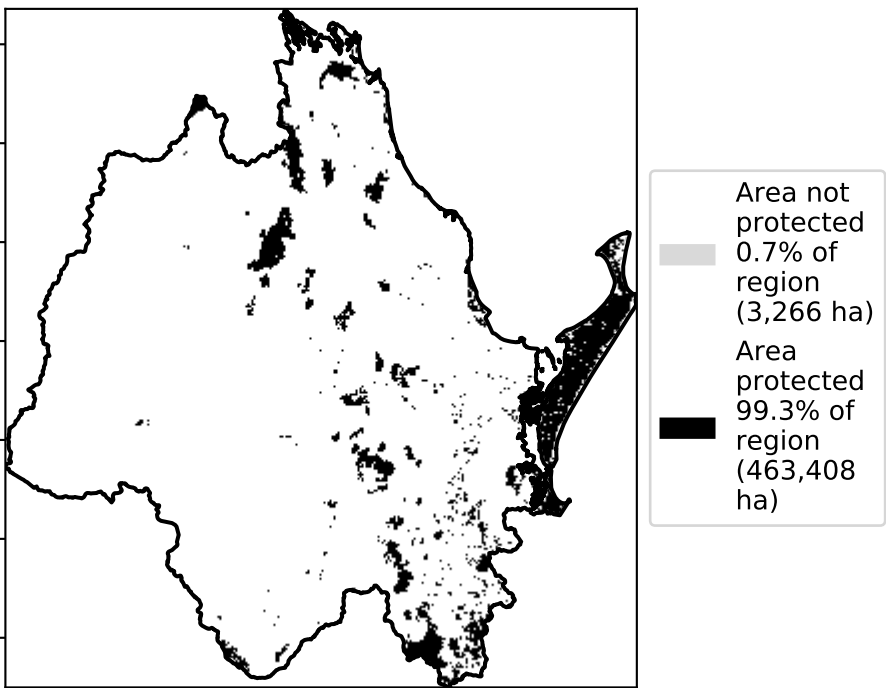 Area not
protected
0.7% of
region
(3,266 ha)
Area
protected
99.3% of
region
(463,408
ha)